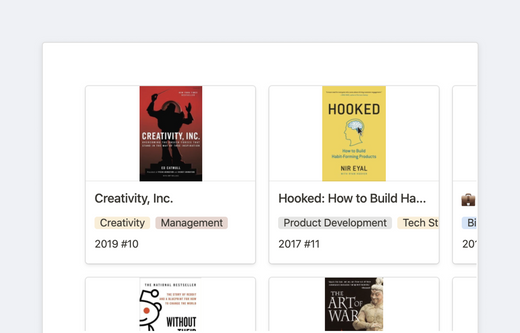 CREATIVITY, INC.
ED CATMULL
HOOKED
How to Build
Habit-Forming Products
NIR EYAL
Creativity, Inc.
Hooked: How to Build Ha...
Creativity
Management
Product Development
Tech St
Bi
2019 #10
2017 #11
201
THE NATIONAL BESTSELLER
WITHOUT
THEIR
THE
ART OF
WAR